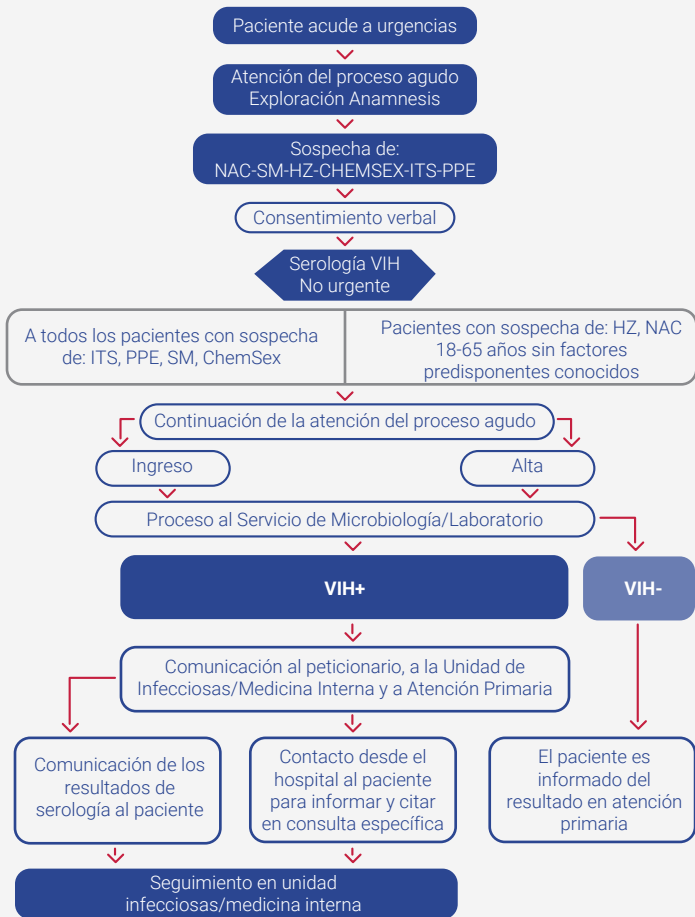 Paciente acude a urgencias
Atención del proceso agudo
Exploración Anamnesis
Sospecha de:
NAC-SM-HZ-CHEMSEX-ITS-PPE
Consentimiento verbal
Serología VIH
No urgente
A todos los pacientes con sospecha
de: ITS, PPE, SM, ChemSex
Pacientes con sospecha de: HZ, NAC
18-65 años sin factores
predisponentes conocidos
Continuación de la atención del proceso agudo
Ingreso
Alta
Proceso al Servicio de Microbiología/Laboratorio
VIH+
VIH-
Comunicación al peticionario, a la Unidad de
Infecciosas/Medicina Interna y a Atención Primaria
Comunicación de los
resultados de
serología al paciente
Contacto desde el
hospital al paciente
para informar y citar
en consulta específica
El paciente es
informado del
resultado en atención
primaria
Seguimiento en unidad
infecciosas/medicina interna